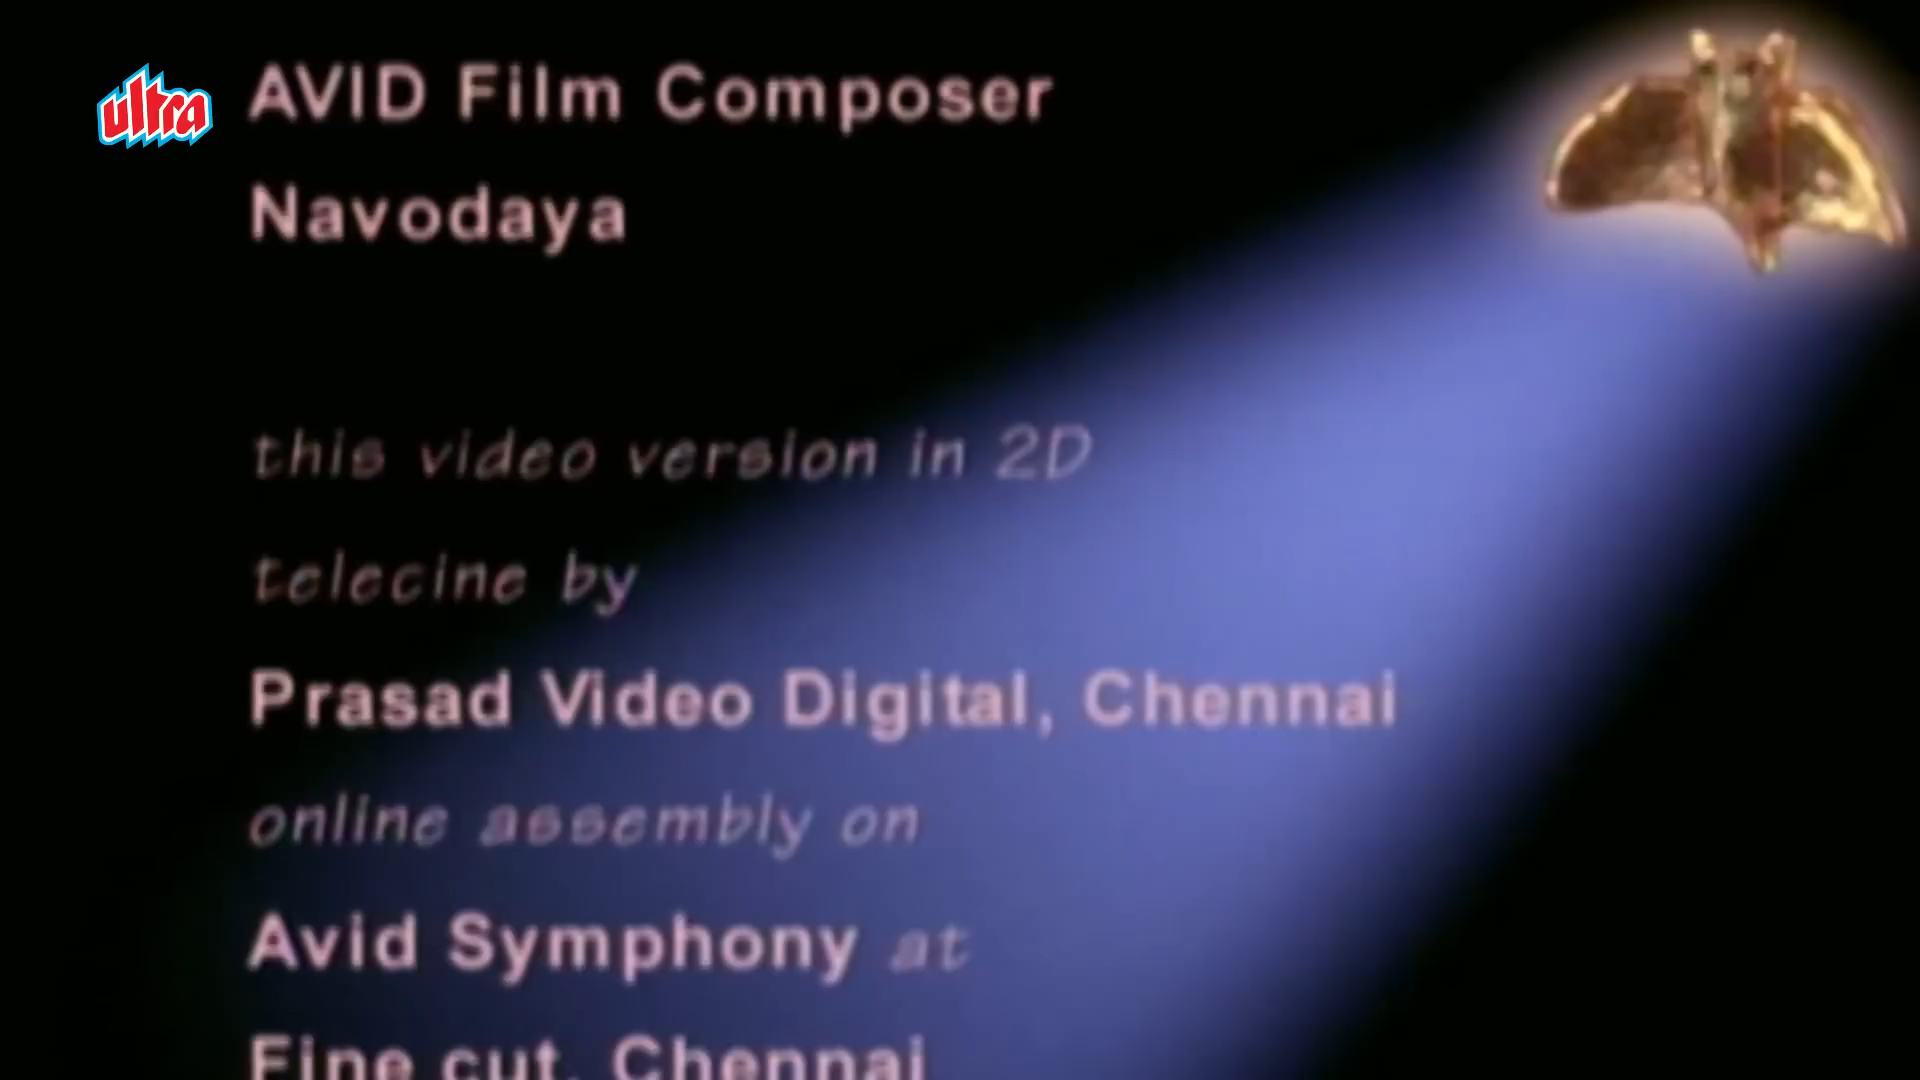 ultra
AVID Film Composer
Navodaya
this video version in 2D
telecine by
Prasad Video Digital, Chennai
online assembly on
Avid Symphony at
Fine cut, Chennai